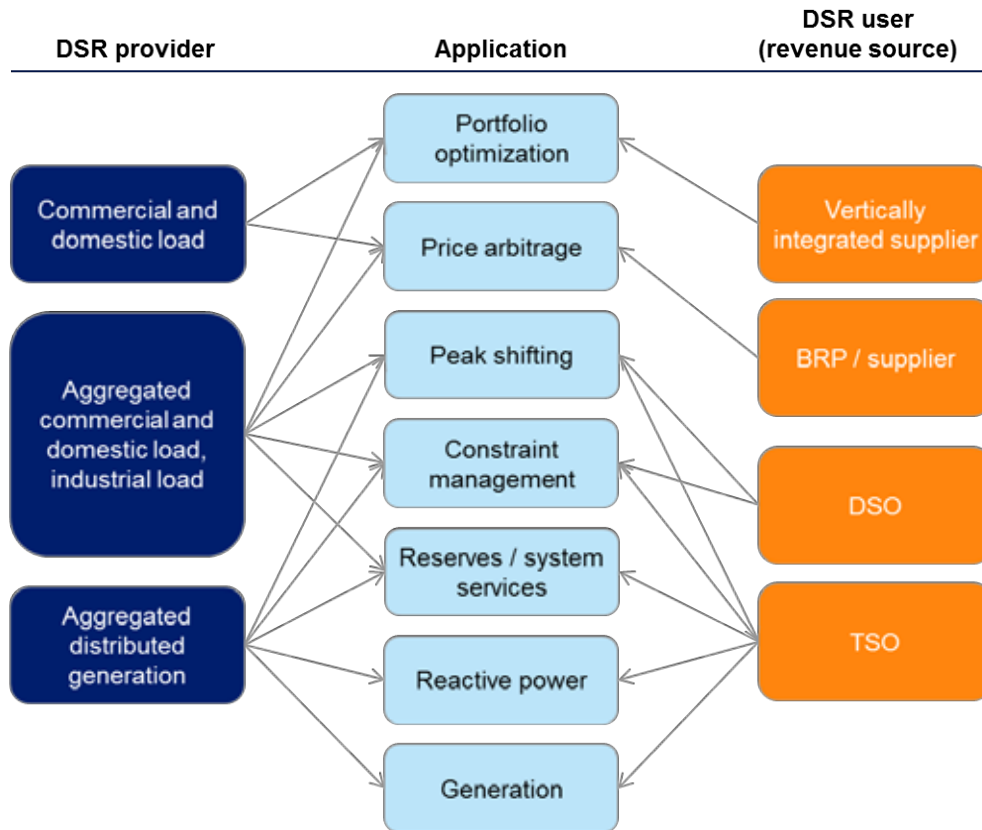 DSR provider
Application
DSR user
(revenue source)
Commercial and
domestic load
Aggregated
commercial and
domestic load,
industrial load
Aggregated
distributed
generation
Portfolio
optimization
Price arbitrage
Peak shifting
Constraint
management
Reserves / system
services
Reactive power
Generation
Vertically
integrated supplier
BRP / supplier
DSO
TSO